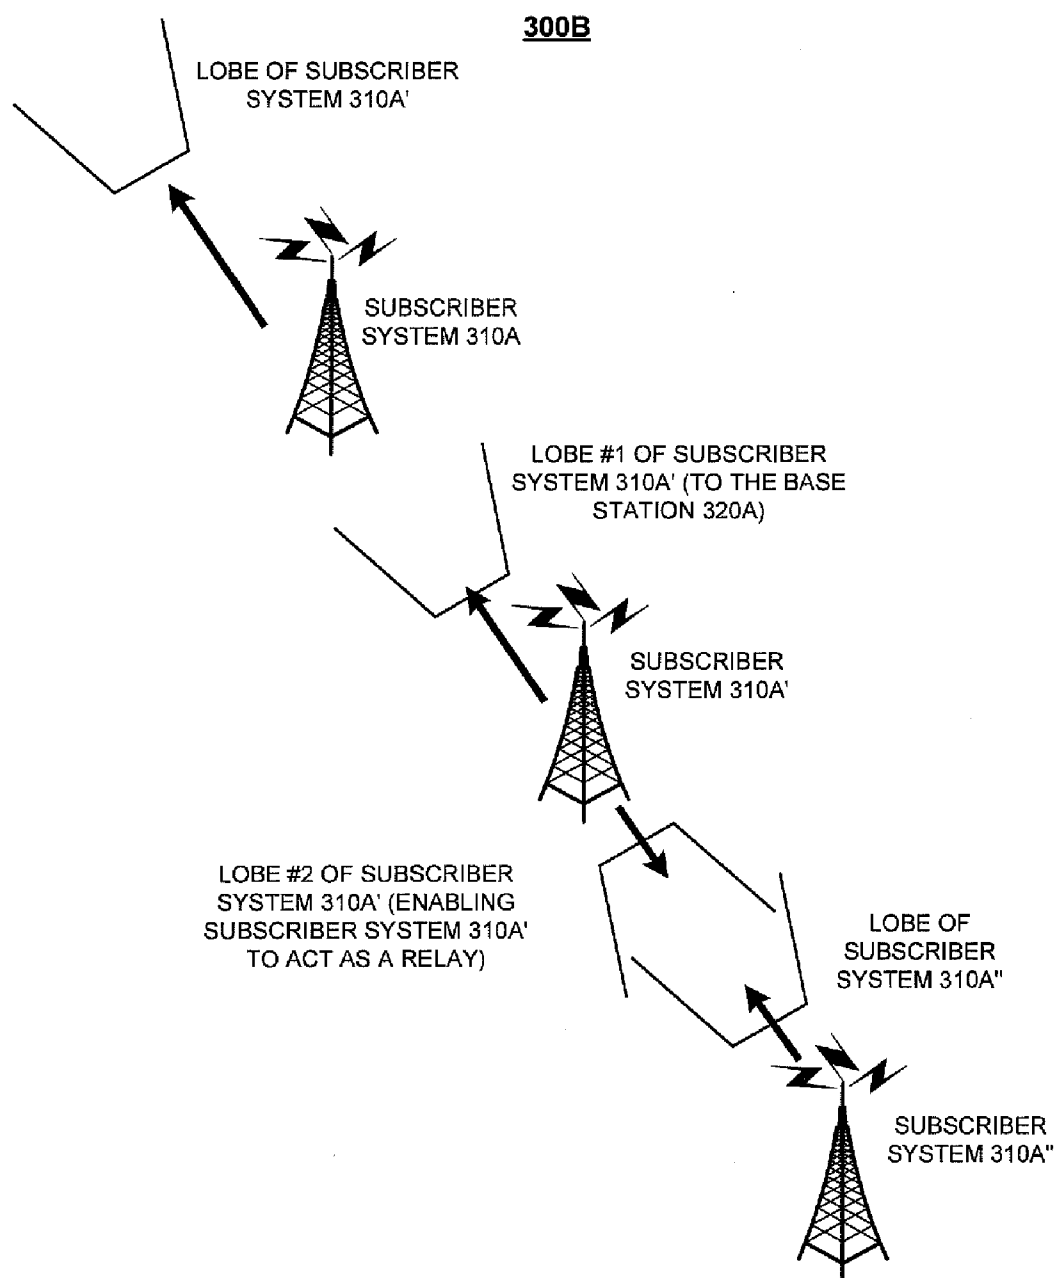 300B
LOBE OF SUBSCRIBER
SYSTEM 310A'
SUBSCRIBER
SYSTEM 310A
LOBE #1 OF SUBSCRIBER
SYSTEM 310A' (TO THE BASE
STATION 320A)
SUBSCRIBER
SYSTEM 310A'
LOBE #2 OF SUBSCRIBER
SYSTEM 310A' (ENABLING
SUBSCRIBER SYSTEM 310A'
TO ACT AS A RELAY)
LOBE OF
SUBSCRIBER
SYSTEM 310A"
SUBSCRIBER
SYSTEM 310A"